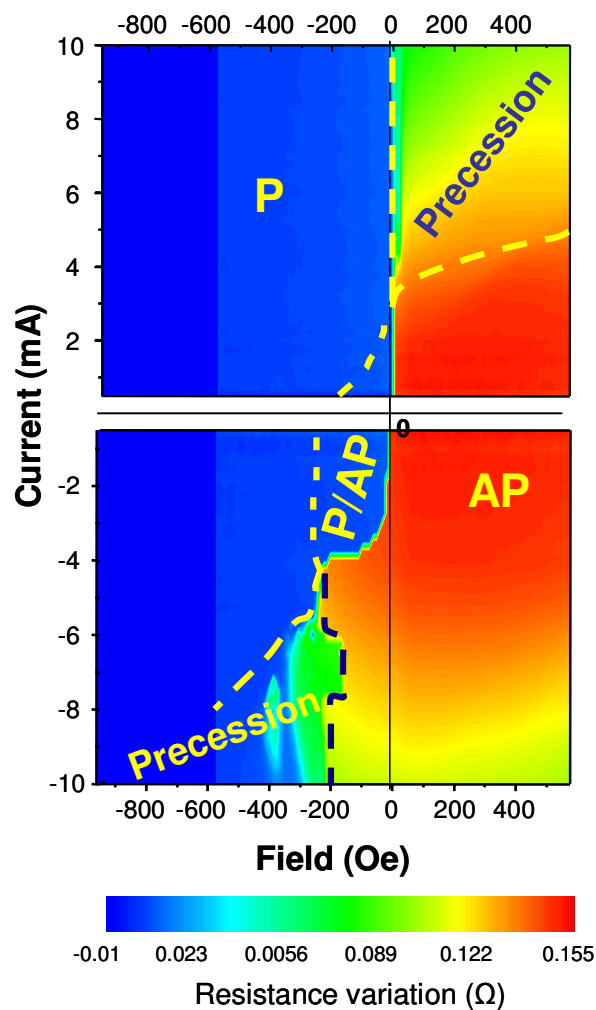 -800 -600 -400 -200 0 200 400
10
8
6
4
2
P
Precession
Current (mA)
0
-2
-4
-6
-8
-10
P/AP
AP
Precession
-800 -600 -400 -200 0 200 400
Field (Oe)
-0.01 0.023 0.0056 0.089 0.122 0.155
Resistance variation (Ω)